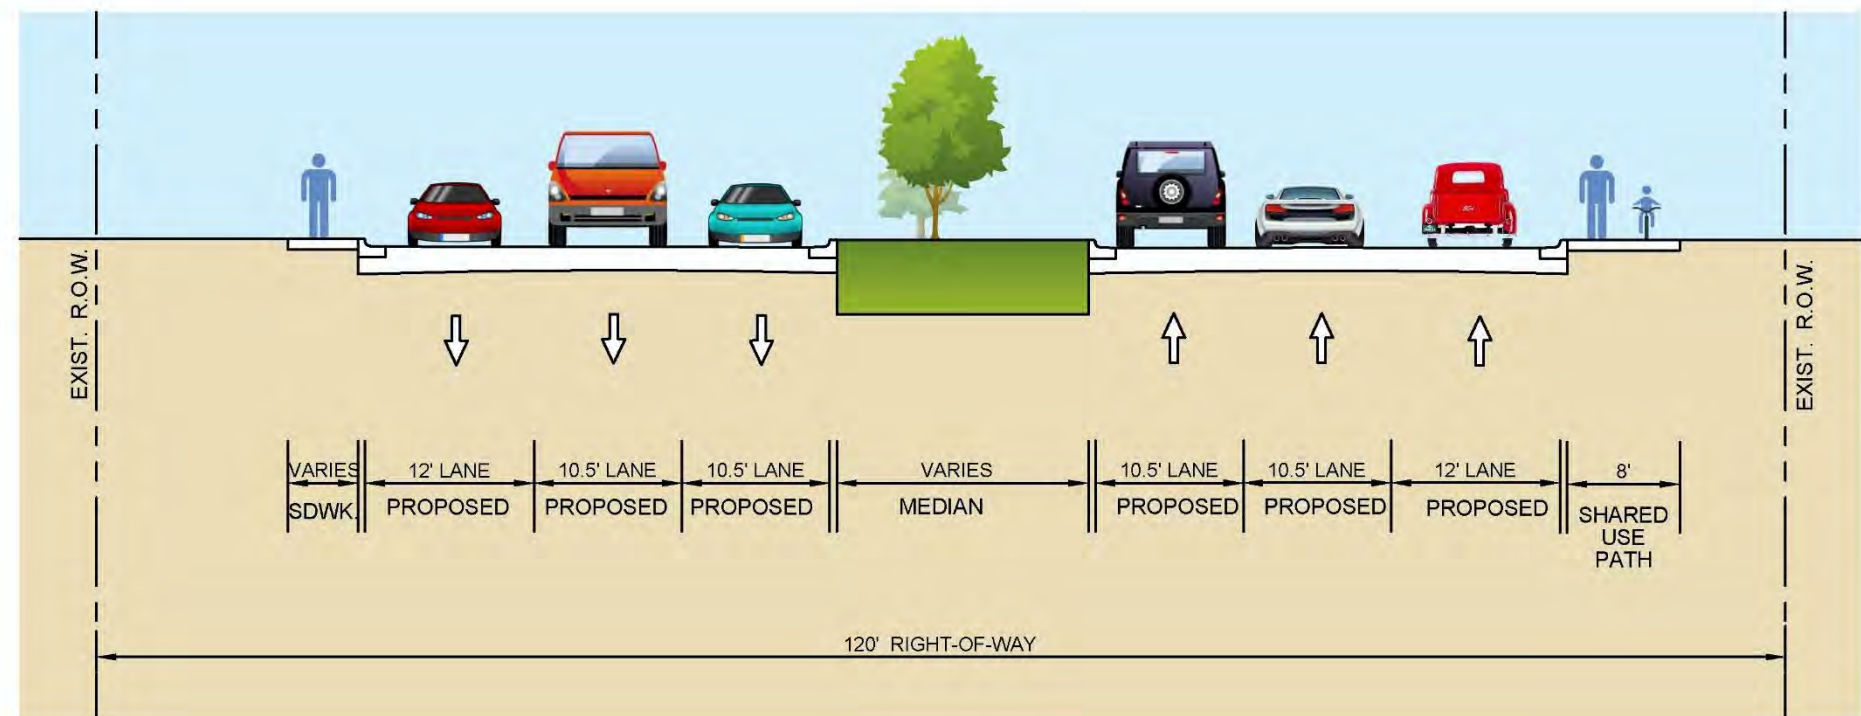 EXIST. R.O.W.
EXIST. R.O.W.
VARIES
SDWK.
12' LANE
PROPOSED
10.5' LANE
PROPOSED
10.5' LANE
PROPOSED
VARIES
MEDIAN
10.5' LANE
PROPOSED
10.5' LANE
PROPOSED
12' LANE
PROPOSED
8'
SHARED
USE
PATH
120' RIGHT-OF-WAY